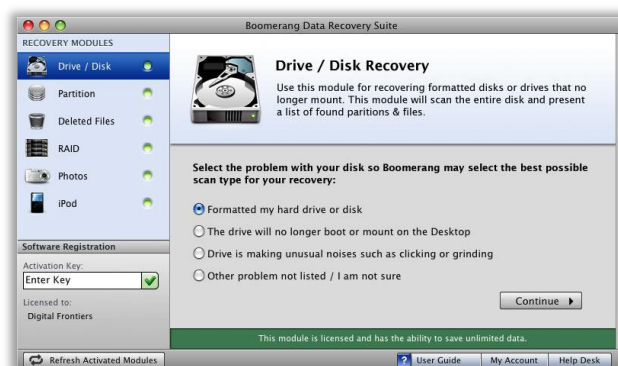 Boomerang Data Recovery Suite
RECOVERY MODULES
Drive / Disk
Partition
Deleted Files
RAID
Photos
iPod
Software Registration
Activation Key:
Enter Key
Licensed to:
Digital Frontiers
Refresh Activated Modules
Drive / Disk Recovery
Use this module for recovering formatted disks or drives that no
longer mount. This module will scan the entire disk and present
a list of found paritions & files.
Select the problem with your disk so Boomerang may select the best possible
scan type for your recovery:
Formatted my hard drive or disk
The drive will no longer boot or mount on the Desktop
Drive is making unusual noises such as clicking or grinding
Other problem not listed / I am not sure
Continue
This module is licensed and has the ability to save unlimited data.
? User Guide
My Account
Help Desk